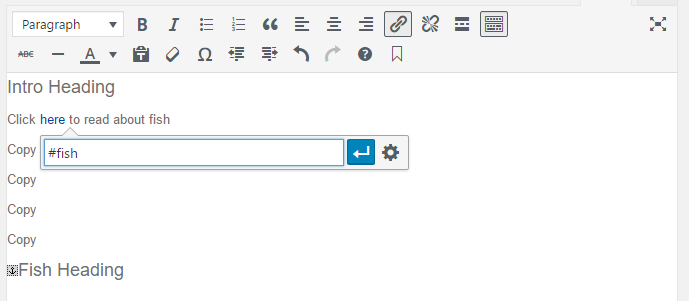 Paragraph B I “ ABC A Ω ?
Intro Heading
Click here to read about fish
Copy
#fish
Copy
Copy
Copy
Fish Heading